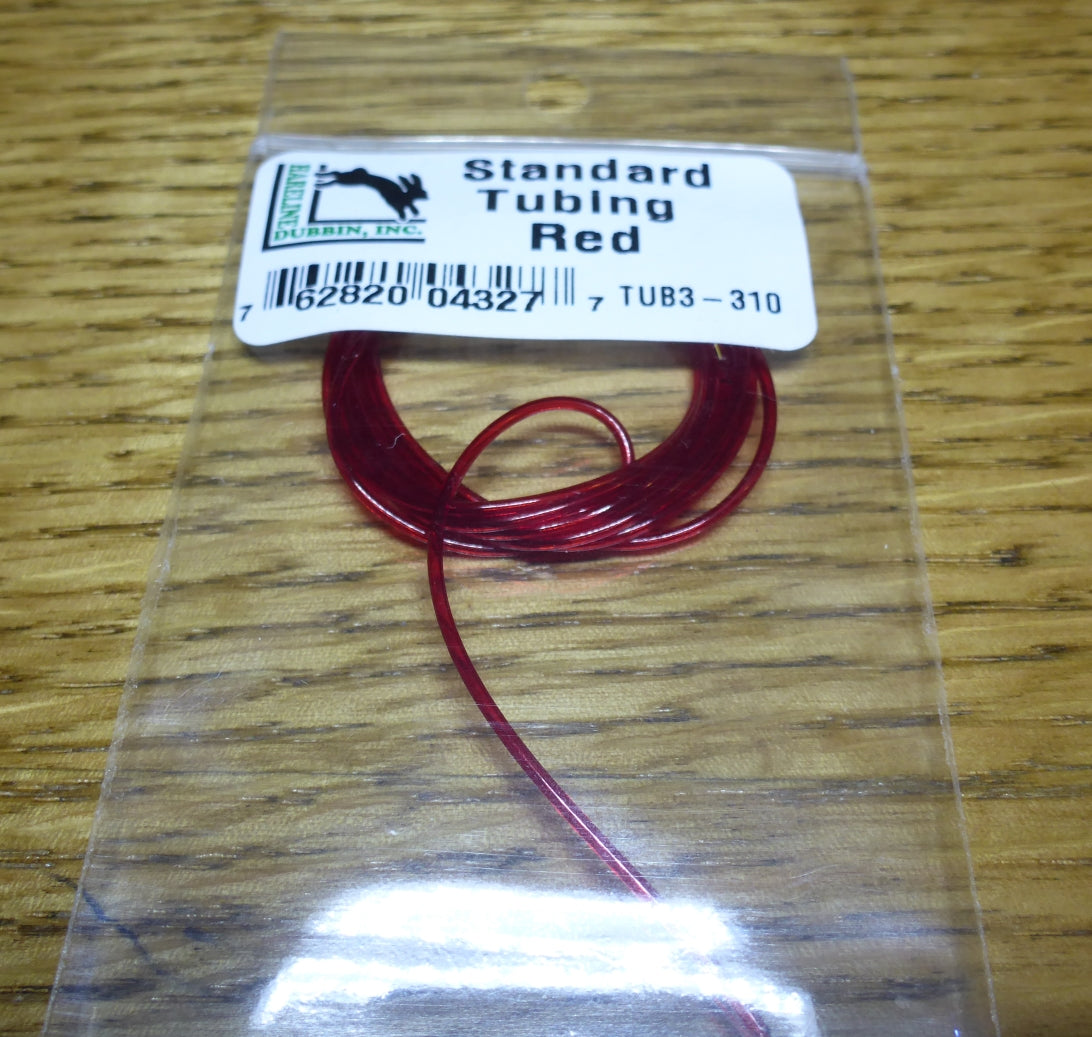 HARELINE
DUBBIN, INC.
Standard
Tubing
Red
7 62820 04327 7
TUB3-310